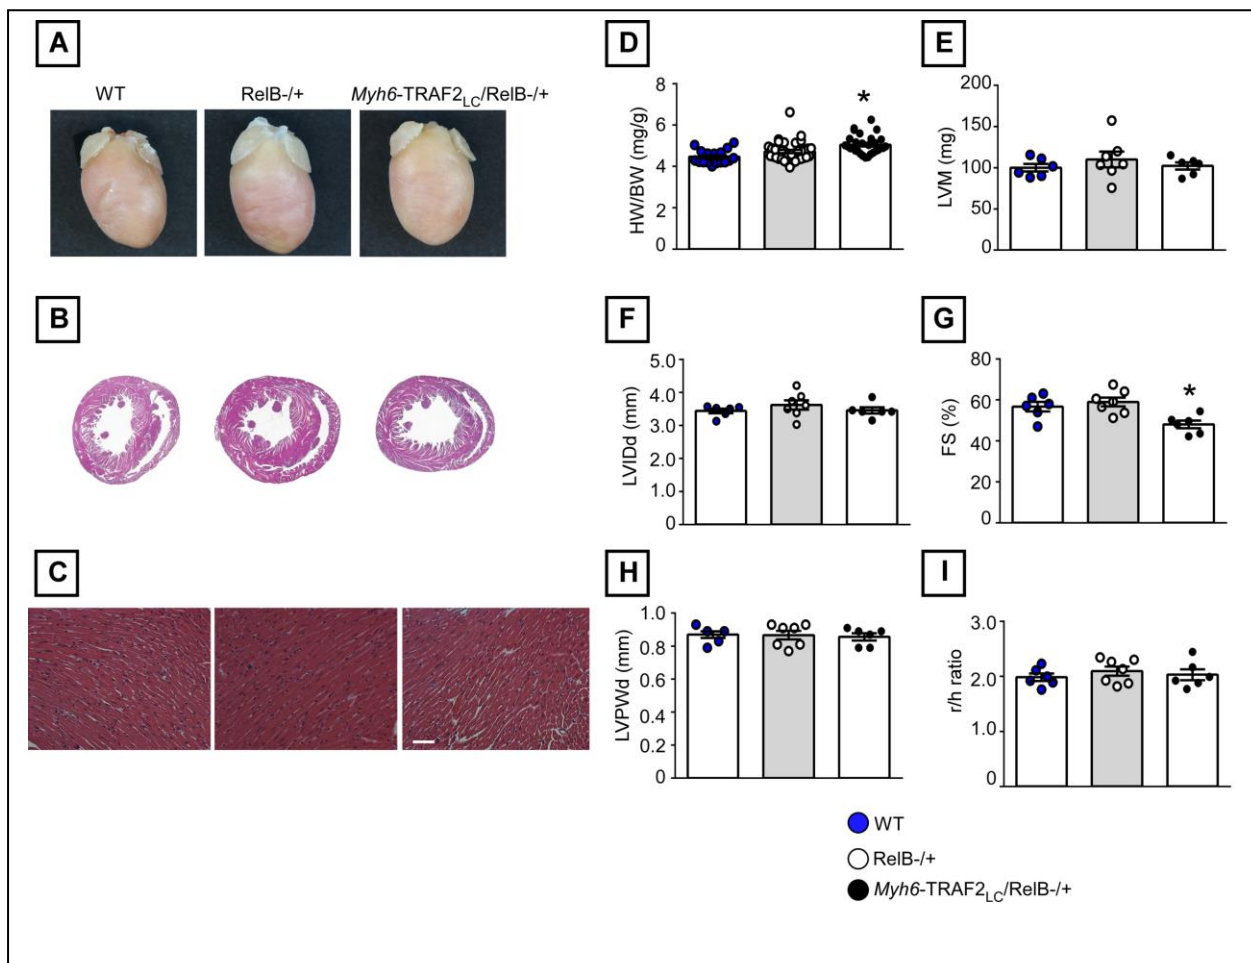 A
WT
RelB-/+
Myh6-TRAF2LC/RelB-/+
B
C
D
HW/BW (mg/g)
8
6
4
2
0
*
E
LVM (mg)
200
150
100
50
0
F
LVIDd (mm)
5.0
4.0
3.0
2.0
1.0
0
G
FS (%)
80
60
40
20
0
*
H
LVPWd (mm)
1.0
0.8
0.6
0.4
0.2
0
I
r/h ratio
3.0
2.0
1.0
0
WT
RelB-/+
Myh6-TRAF2LC/RelB-/+